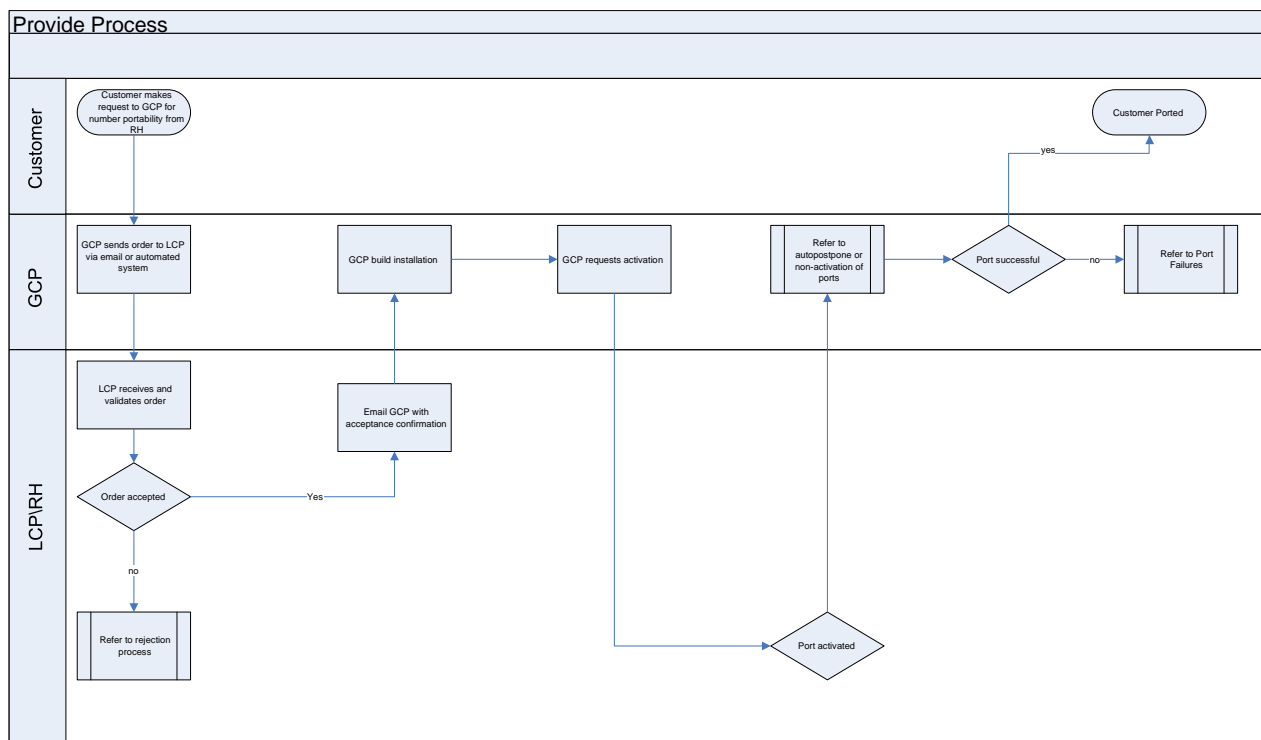 Provide Process
Customer
Customer makes
request to GCP for
number portability from
RH
Customer Ported
yes
GCP
GCP sends order to LCP
via email or automated
system
GCP build installation
GCP requests activation
Refer to
autopostpone or
non-activation of
ports
Port successful
no
Refer to Port
Failures
LCP\RH
LCP receives and
validates order
Email GCP with
acceptance confirmation
Order accepted
Yes
no
Refer to rejection
process
Port activated